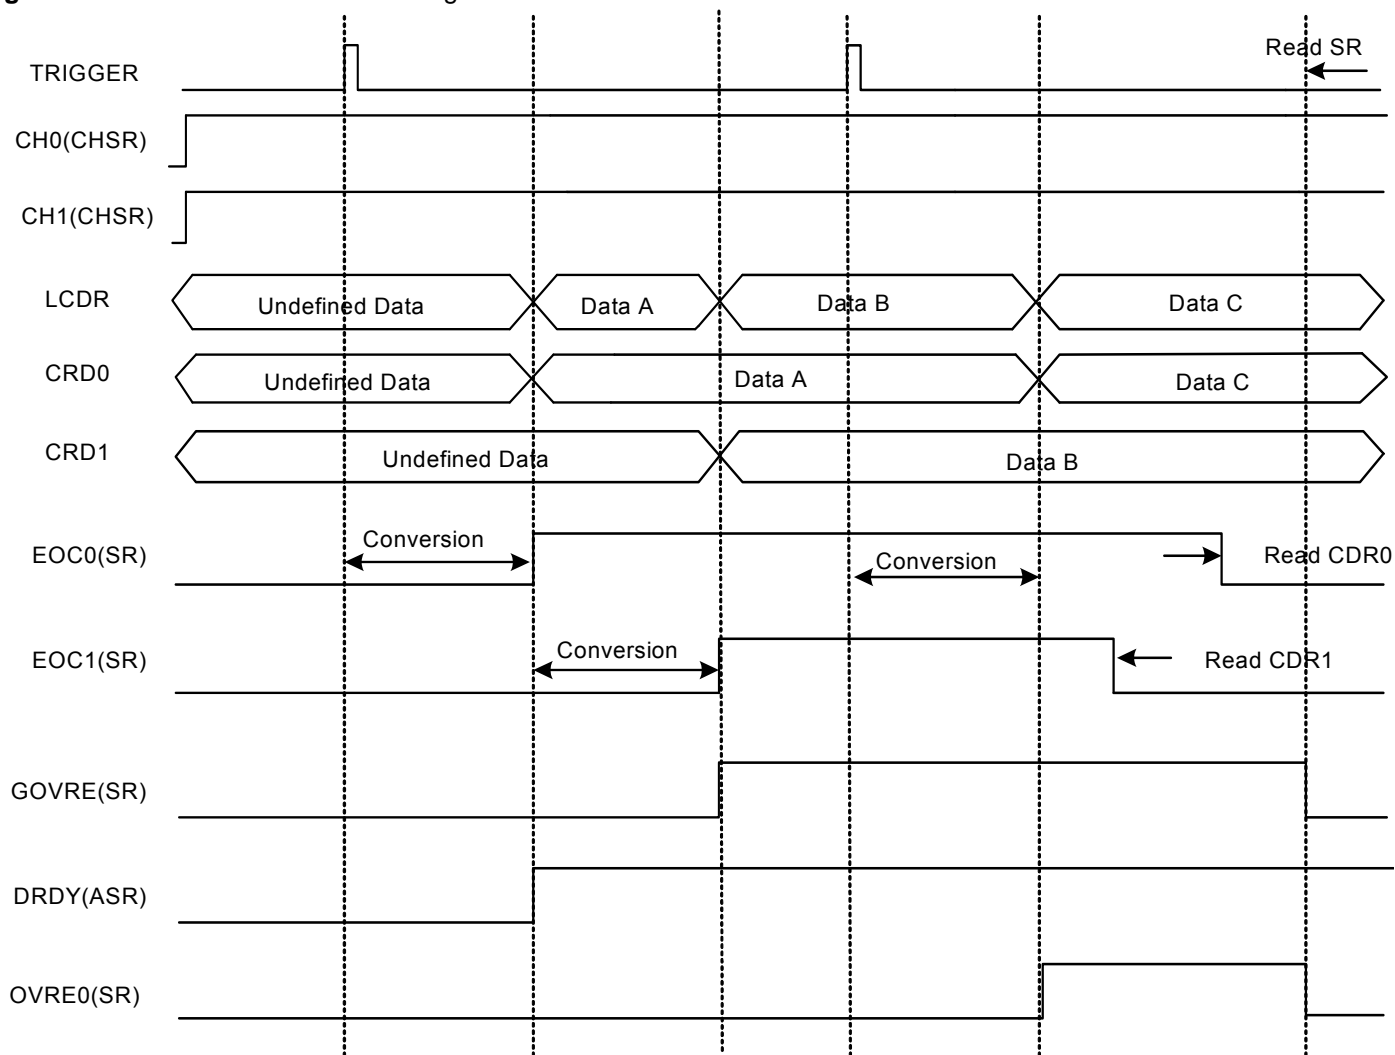 TRIGGER
Read SR
CH0(CHSR)
CH1(CHSR)
LCDR
Undefined Data
Data A
Data B
Data C
CRD0
Undefined Data
Data A
Data C
CRD1
Undefined Data
Data B
EOC0(SR)
Conversion
Conversion
Read CDR0
EOC1(SR)
Conversion
Read CDR1
GOVRE(SR)
DRDY(ASR)
OVRE0(SR)